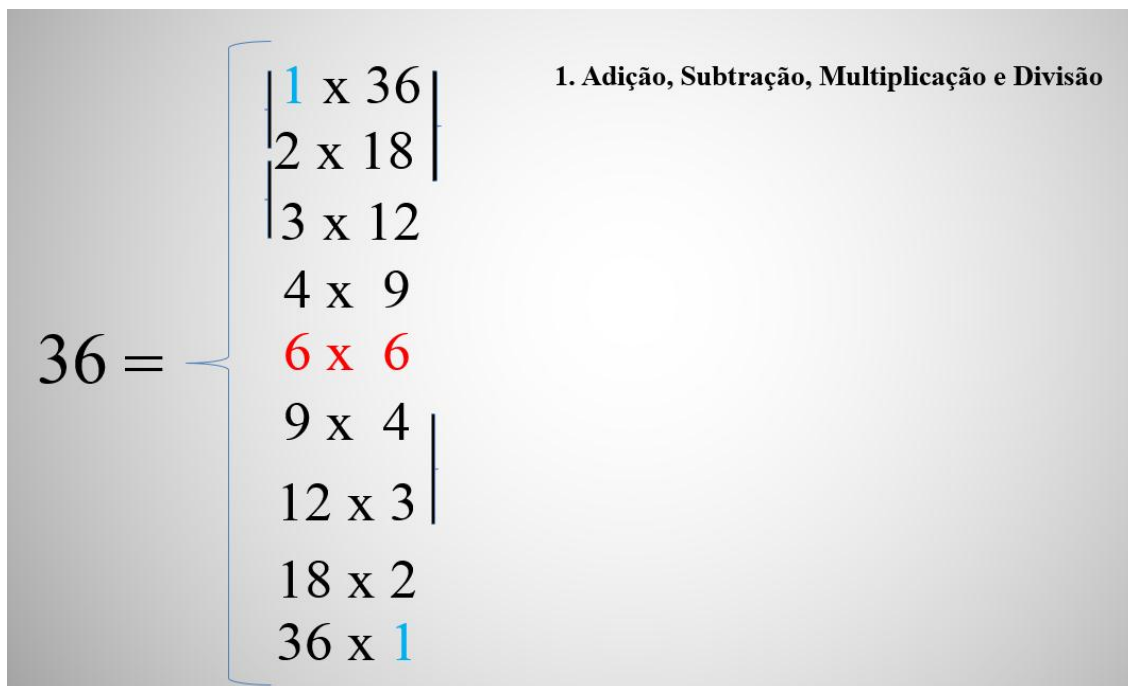 1. Adição, Subtração, Multiplicação e Divisão
36 =
1 x 36
2 x 18
3 x 12
4 x 9
6 x 6
9 x 4
12 x 3
18 x 2
36 x 1